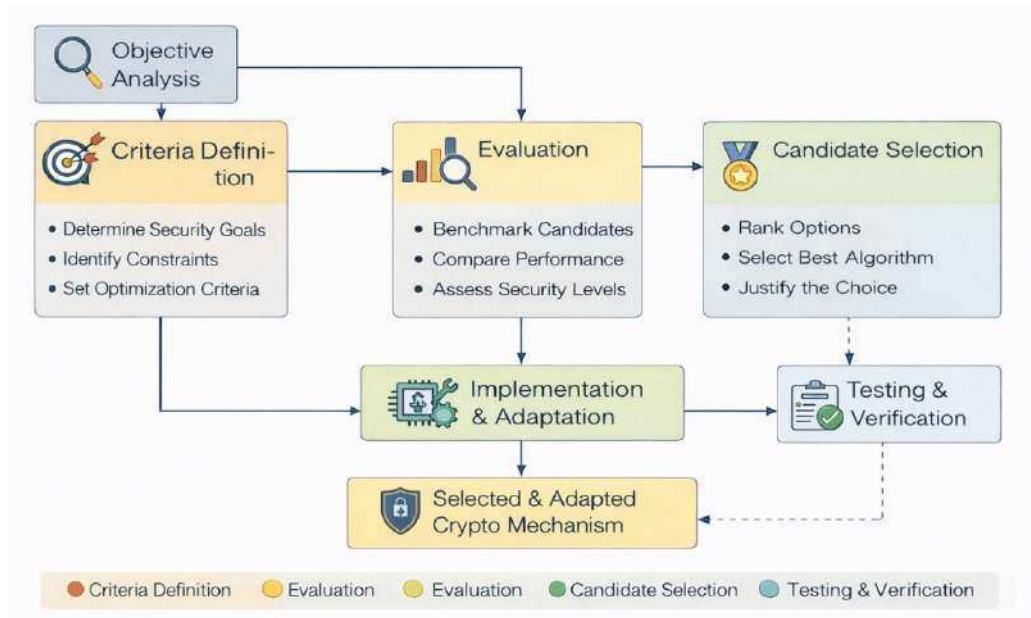 Objective
Analysis
Criteria Defini-
tion
• Determine Security Goals
• Identify Constraints
• Set Optimization Criteria
Evaluation
• Benchmark Candidates
• Compare Performance
• Assess Security Levels
Candidate Selection
• Rank Options
• Select Best Algorithm
• Justify the Choice
Implementation
& Adaptation
Testing &
Verification
Selected & Adapted
Crypto Mechanism
Criteria Definition Evaluation Evaluation Candidate Selection Testing & Verification